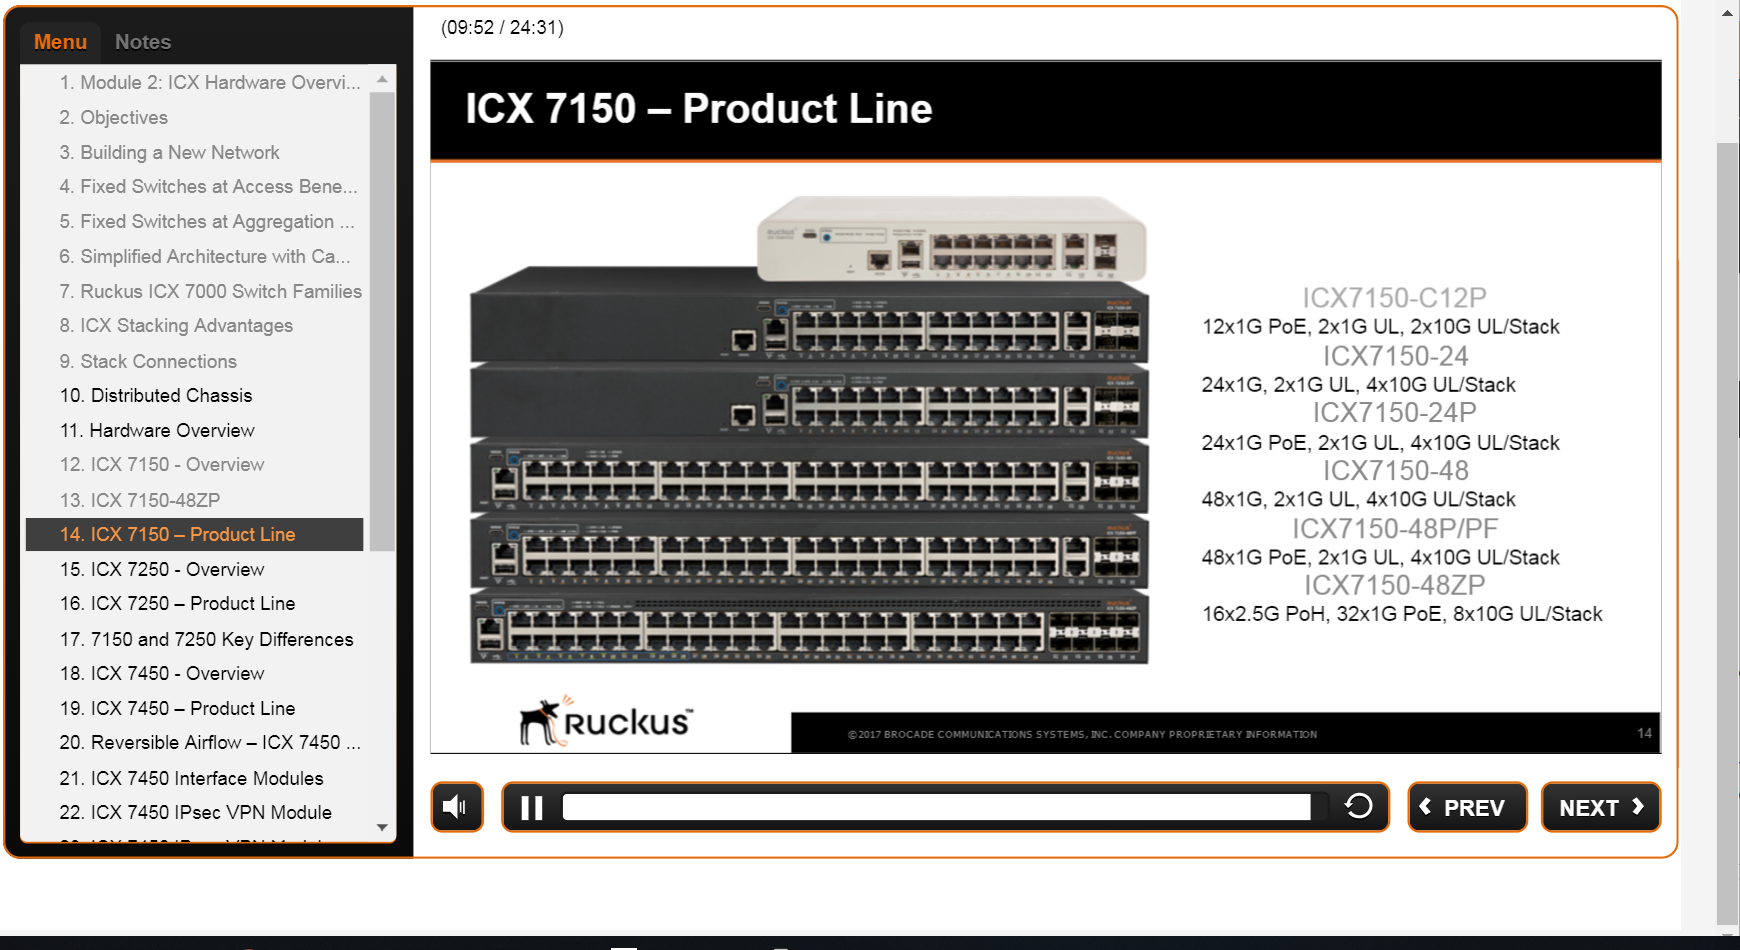 Menu
Notes
1. Module 2: ICX Hardware Overvi...
2. Objectives
3. Building a New Network
4. Fixed Switches at Access Bene...
5. Fixed Switches at Aggregation ...
6. Simplified Architecture with Ca...
7. Ruckus ICX 7000 Switch Families
8. ICX Stacking Advantages
9. Stack Connections
10. Distributed Chassis
11. Hardware Overview
12. ICX 7150 - Overview
13. ICX 7150-48ZP
14. ICX 7150 – Product Line
15. ICX 7250 - Overview
16. ICX 7250 – Product Line
17. 7150 and 7250 Key Differences
18. ICX 7450 - Overview
19. ICX 7450 – Product Line
20. Reversible Airflow – ICX 7450 ...
21. ICX 7450 Interface Modules
22. ICX 7450 IPsec VPN Module
(09:52 / 24:31)
ICX 7150 – Product Line
Ruckus
ICX7150-C12P
12x1G PoE, 2x1G UL, 2x10G UL/Stack
ICX7150-24
24x1G, 2x1G UL, 4x10G UL/Stack
ICX7150-24P
24x1G PoE, 2x1G UL, 4x10G UL/Stack
ICX7150-48
48x1G, 2x1G UL, 4x10G UL/Stack
ICX7150-48P/PF
48x1G PoE, 2x1G UL, 4x10G UL/Stack
ICX7150-48ZP
16x2.5G PoH, 32x1G PoE, 8x10G UL/Stack
Ruckus™
©2017 BROCADE COMMUNICATIONS SYSTEMS, INC. COMPANY PROPRIETARY INFORMATION
14
PREV
NEXT